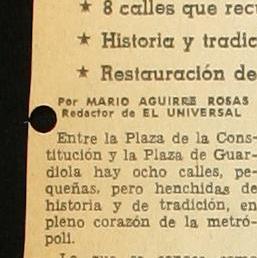 ★ 8 calles que
★ Historia y
★ Restauración de
Por MARIO AGUIRRE ROSAS
Redactor de EL UNIVERSAL
Entre la Plaza de la Cons-
titución y la Plaza de Guar-
diola hay ocho calles, pe-
queñas, pero henchidas de
historia y de tradición, en
pleno corazón de la metró-
poli.